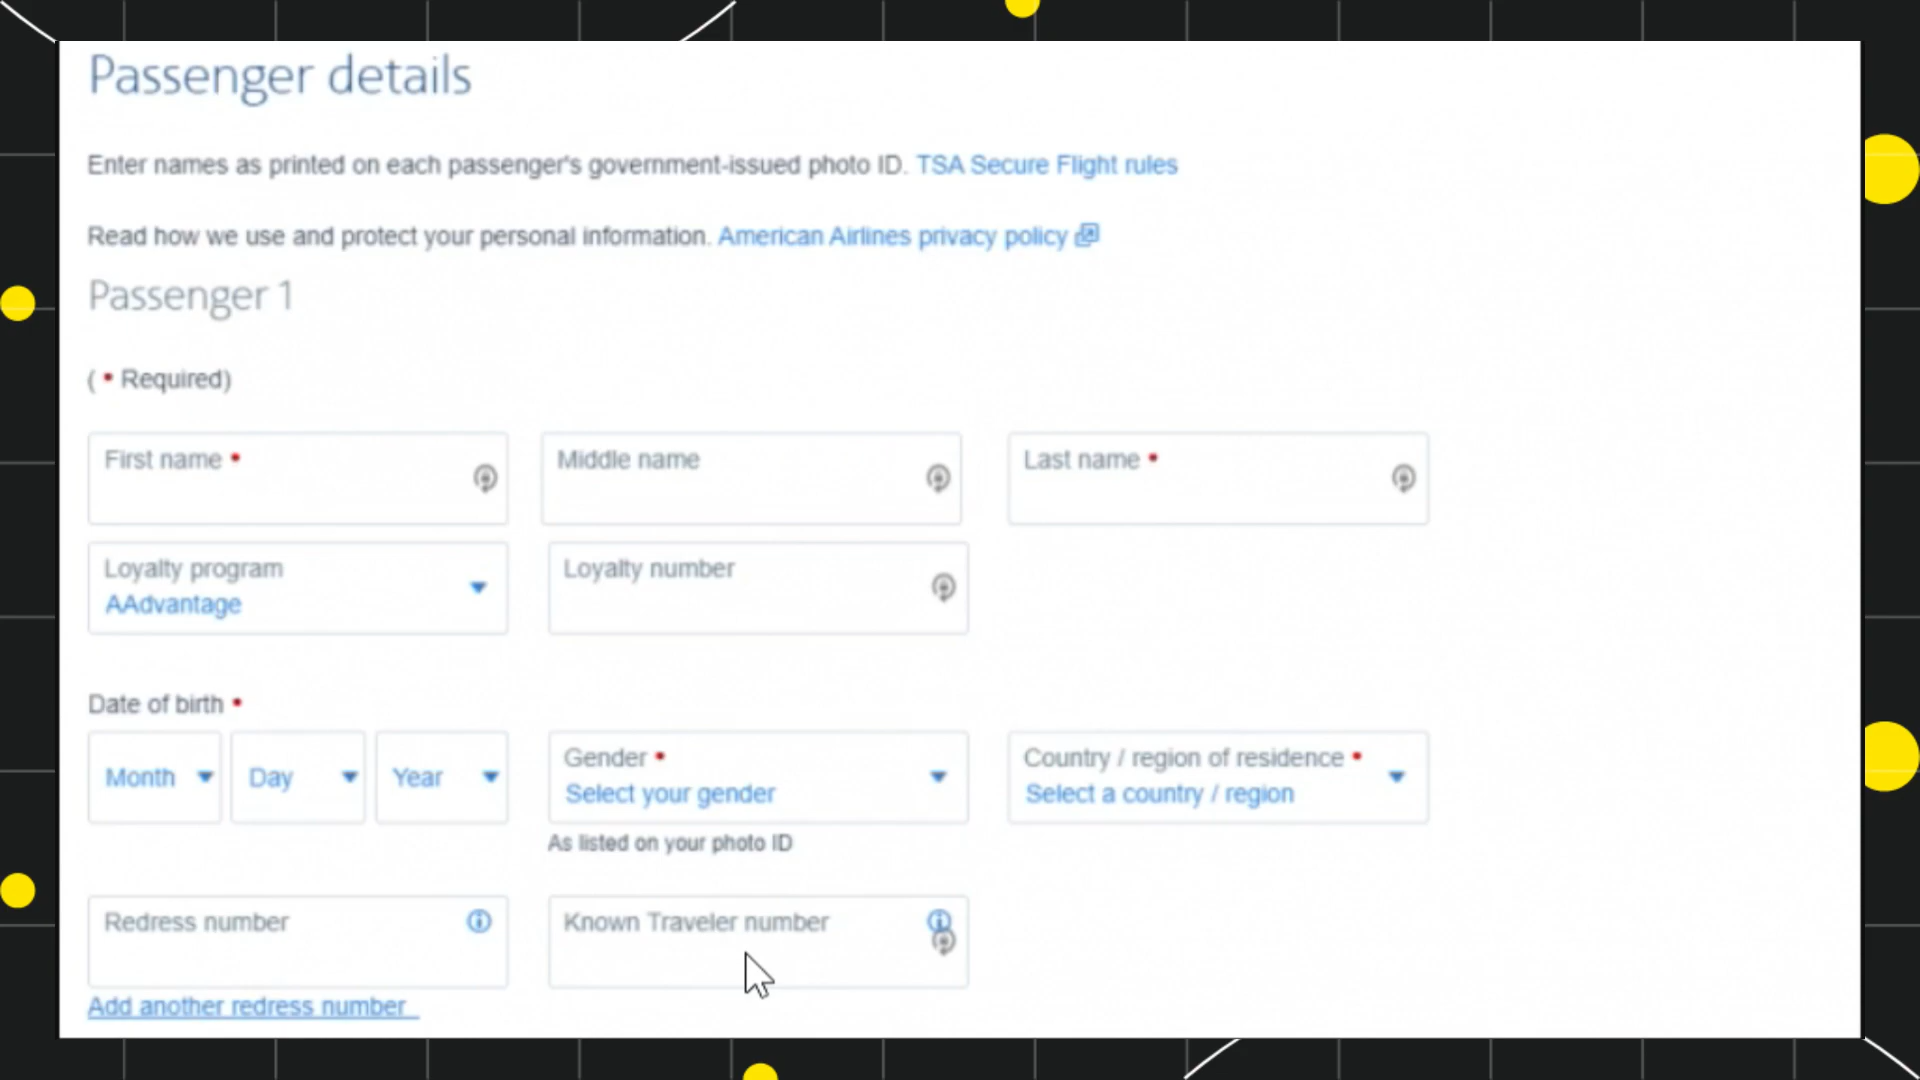 Passenger details
Enter names as printed on each passenger's government-issued photo ID. TSA Secure Flight rules
Read how we use and protect your personal information. American Airlines privacy policy
Passenger 1
( • Required)
First name • Middle name Last name •
Loyalty program Loyalty number
AAdvantage
Date of birth •
Gender • Country / region of residence •
Month Day Year Select your gender Select a country / region
As listed on your photo ID
Redress number Known Traveler number
Add another redress number